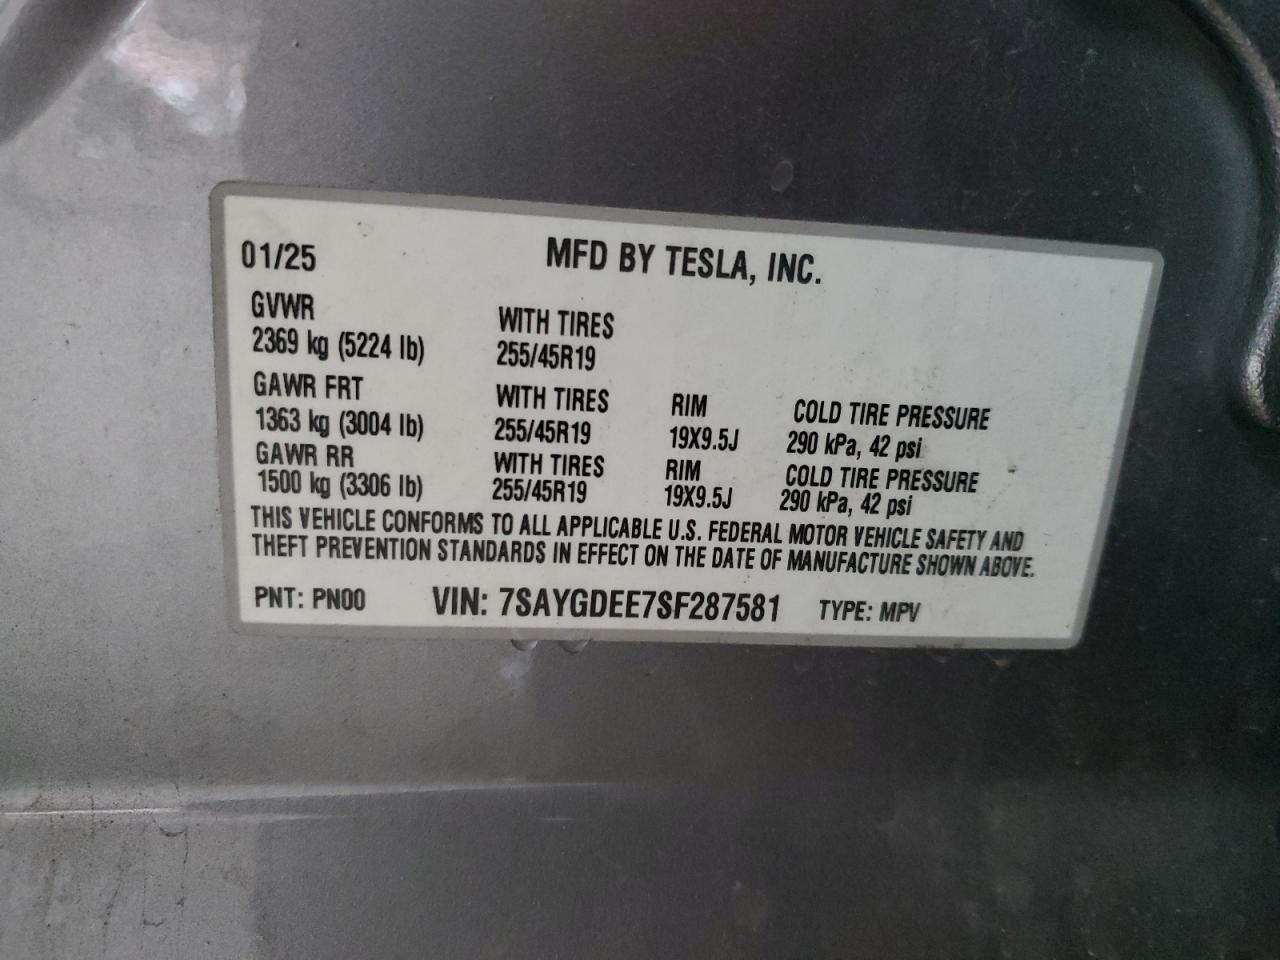 01/25 MFD BY TESLA, INC.
GVWR WITH TIRES
2369 kg (5224 lb) 255/45R19
GAWR FRT WITH TIRES RIM COLD TIRE PRESSURE
1363 kg (3004 lb) 255/45R19 19X9.5J 290 kPa, 42 psi
GAWR RR WITH TIRES RIM COLD TIRE PRESSURE
1500 kg (3306 lb) 255/45R19 19X9.5J 290 kPa, 42 psi
THIS VEHICLE CONFORMS TO ALL APPLICABLE U.S. FEDERAL MOTOR VEHICLE SAFETY AND
THEFT PREVENTION STANDARDS IN EFFECT ON THE DATE OF MANUFACTURE SHOWN ABOVE.
PNT: PN00 VIN: 7SAYGDEE7SF287581 TYPE: MPV